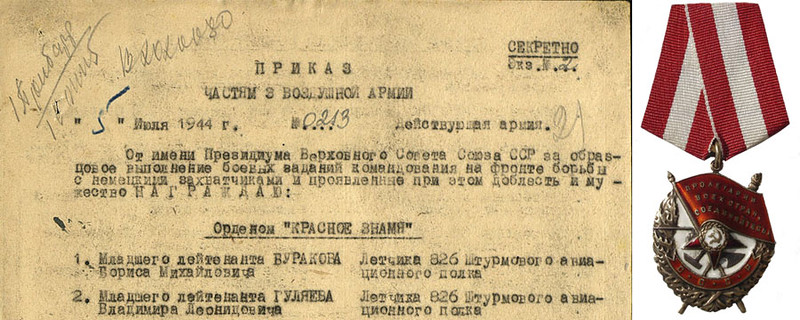 СЕКРЕТНО
Экз.№ 2.
ПРИКАЗ
ЧАСТЯМ 3 ВОЗДУШНОЙ АРМИИ
"5" Июля 1944 г. №0213 Действующая армия.
От имени Президиума Верховного Совета Союза ССР за образ-
цовое выполнение боевых заданий командования на фронте борьбы
с немецкими захватчиками и проявленные при этом доблесть и му-
жество НАГРАЖДАЮ:
Орденом "КРАСНОЕ ЗНАМЯ"
1. Младшего лейтенанта БУРАКОВА Летчика 826 Штурмового авиа-
Бориса Михайловича ционного полка
2. Младшего лейтенанта ГУЛЯЕВА Летчика 826 Штурмового авиа-
Владимира Леонидовича ционного полка
ПРОЛЕТАРИИ
ВСЕХ СТРАН,
СОЕДИНЯЙТЕСЬ!
СССР